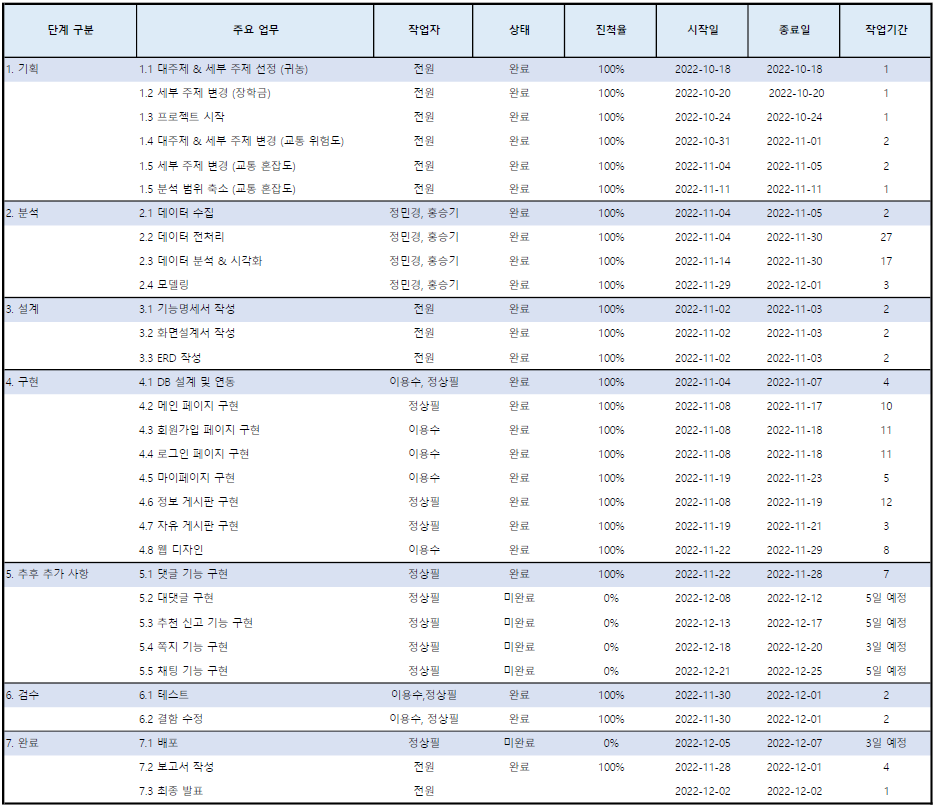 단계 구분 주요 업무 작업자 상태 진척율 시작일 종료일 작업기간
1. 기획 1.1 대주제 & 세부 주제 선정 (귀농) 전원 완료 100% 2022-10-18 2022-10-18 1
1.2 세부 주제 변경 (장학금) 전원 완료 100% 2022-10-20 2022-10-20 1
1.3 프로젝트 시작 전원 완료 100% 2022-10-24 2022-10-24 1
1.4 대주제 & 세부 주제 변경 (교통 위험도) 전원 완료 100% 2022-10-31 2022-11-01 2
1.5 세부 주제 변경 (교통 혼잡도) 전원 완료 100% 2022-11-04 2022-11-05 2
1.5 분석 범위 축소 (교통 혼잡도) 전원 완료 100% 2022-11-11 2022-11-11 1
2. 분석 2.1 데이터 수집 정민경, 홍승기 완료 100% 2022-11-04 2022-11-05 2
2.2 데이터 전처리 정민경, 홍승기 완료 100% 2022-11-04 2022-11-30 27
2.3 데이터 분석 & 시각화 정민경, 홍승기 완료 100% 2022-11-14 2022-11-30 17
2.4 모델링 정민경, 홍승기 완료 100% 2022-11-29 2022-12-01 3
3. 설계 3.1 기능명세서 작성 전원 완료 100% 2022-11-02 2022-11-03 2
3.2 화면설계서 작성 전원 완료 100% 2022-11-02 2022-11-03 2
3.3 ERD 작성 전원 완료 100% 2022-11-02 2022-11-03 2
4. 구현 4.1 DB 설계 및 연동 이용수, 정상필 완료 100% 2022-11-04 2022-11-07 4
4.2 메인 페이지 구현 정상필 완료 100% 2022-11-08 2022-11-17 10
4.3 회원가입 페이지 구현 이용수 완료 100% 2022-11-08 2022-11-18 11
4.4 로그인 페이지 구현 이용수 완료 100% 2022-11-08 2022-11-18 11
4.5 마이페이지 구현 이용수 완료 100% 2022-11-19 2022-11-23 5
4.6 정보 게시판 구현 정상필 완료 100% 2022-11-08 2022-11-19 12
4.7 자유 게시판 구현 정상필 완료 100% 2022-11-19 2022-11-21 3
4.8 웹 디자인 이용수 완료 100% 2022-11-22 2022-11-29 8
5. 추후 추가 사항 5.1 댓글 기능 구현 정상필 완료 100% 2022-11-22 2022-11-28 7
5.2 대댓글 구현 정상필 미완료 0% 2022-12-08 2022-12-12 5일 예정
5.3 추천 신고 기능 구현 정상필 미완료 0% 2022-12-13 2022-12-17 5일 예정
5.4 쪽지 기능 구현 정상필 미완료 0% 2022-12-18 2022-12-20 3일 예정
5.5 채팅 기능 구현 정상필 미완료 0% 2022-12-21 2022-12-25 5일 예정
6. 검수 6.1 테스트 이용수,정상필 완료 100% 2022-11-30 2022-12-01 2
6.2 결함 수정 이용수, 정상필 완료 100% 2022-11-30 2022-12-01 2
7. 완료 7.1 배포 정상필 미완료 0% 2022-12-05 2022-12-07 3일 예정
7.2 보고서 작성 전원 완료 100% 2022-11-28 2022-12-01 4
7.3 최종 발표 전원 2022-12-02 2022-12-02 1